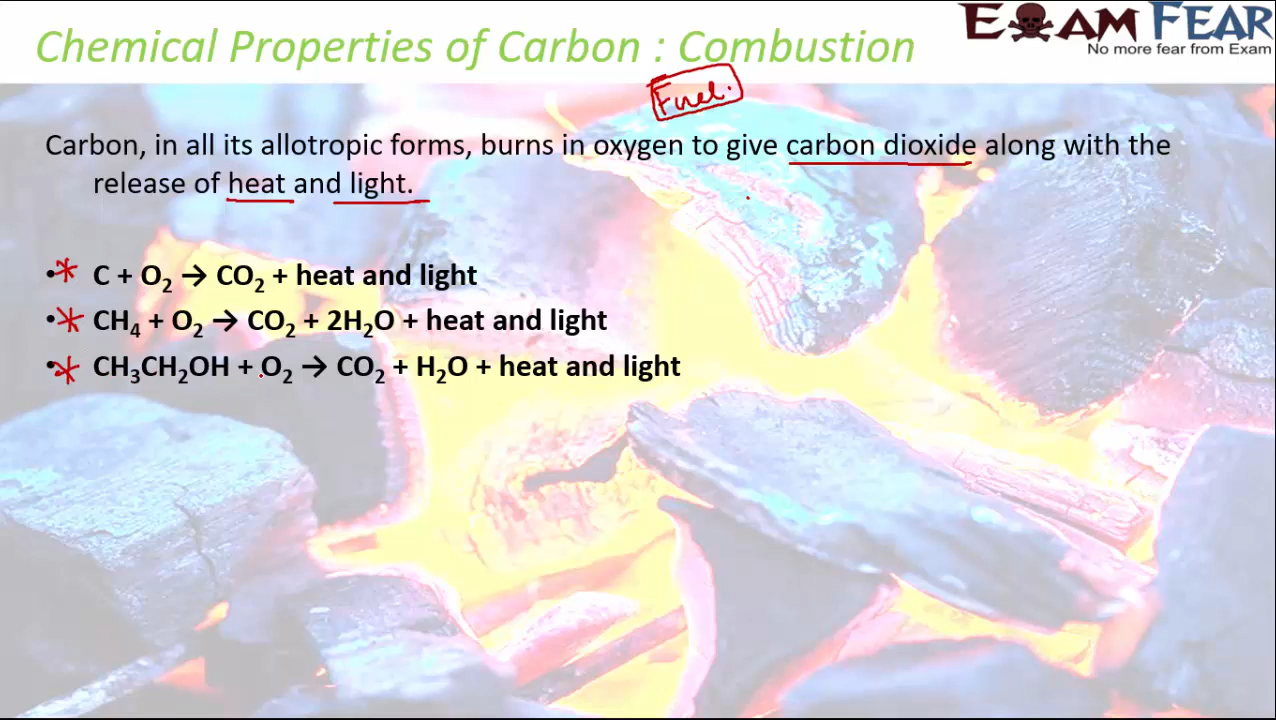 EXAM FEAR
No more fear from Exam
Chemical Properties of Carbon : Combustion
Fuel.
Carbon, in all its allotropic forms, burns in oxygen to give carbon dioxide along with the
release of heat and light.
•* C + O₂ → CO₂ + heat and light
•* CH₄ + O₂ → CO₂ + 2H₂O + heat and light
•* CH₃CH₂OH + O₂ → CO₂ + H₂O + heat and light